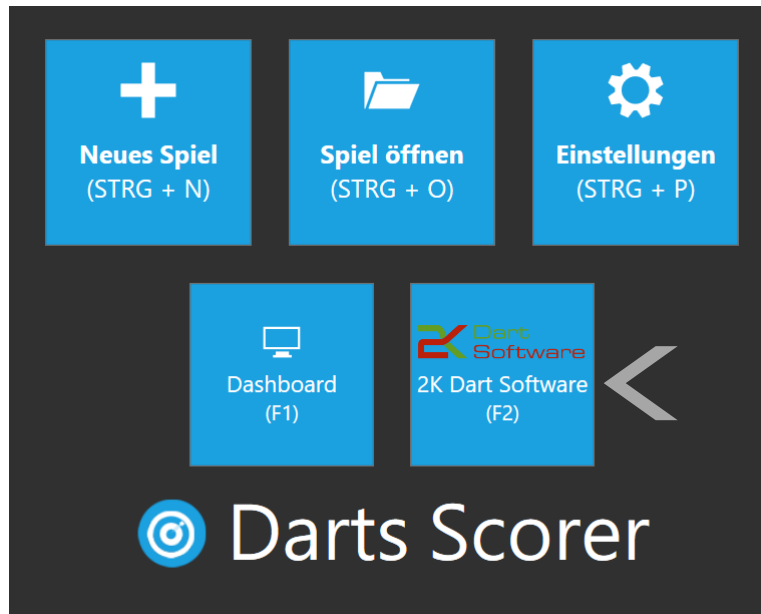 Neues Spiel
(STRG + N)
Spiel öffnen
(STRG + O)
Einstellungen
(STRG + P)
Dashboard
(F1)
2K Dart
Software
2K Dart Software
(F2)
Darts Scorer